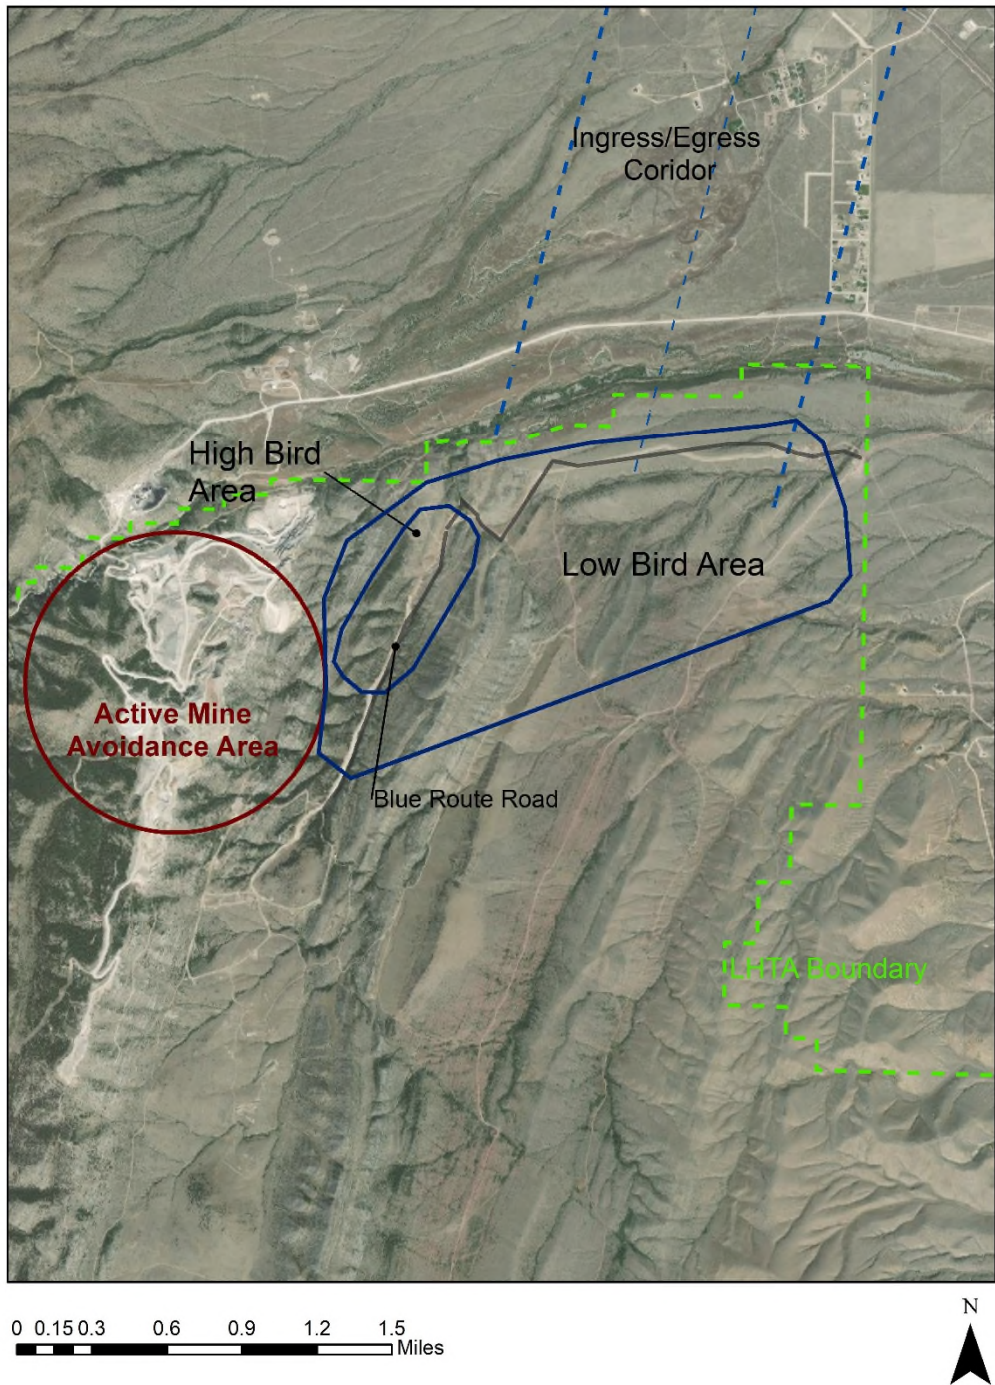 Ingress/Egress
Coridor
High Bird
Area
Low Bird Area
Active Mine
Avoidance Area
Blue Route Road
LHTA Boundary
N
0 0.15 0.3 0.6 0.9 1.2 1.5
Miles